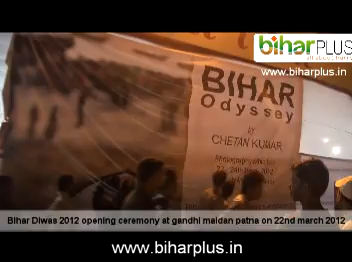 biharPLUS
www.biharplus.in
BIHAR
Odyssey
BY
CHETAN KUMAR
Bihar Diwas 2012 opening ceremony at gandhi maidan patna on 22nd march 2012
www.biharplus.in